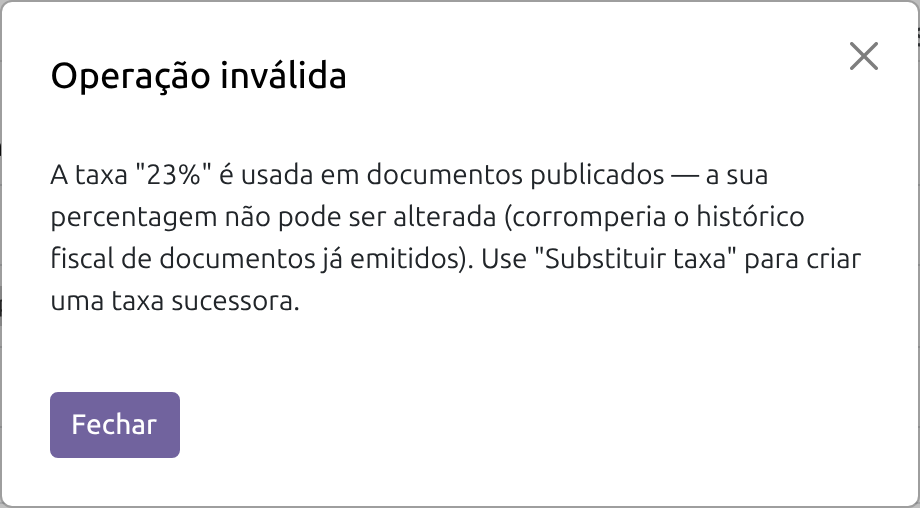 Operação inválida
A taxa "23%" é usada em documentos publicados — a sua
percentagem não pode ser alterada (corromperia o histórico
fiscal de documentos já emitidos). Use "Substituir taxa" para criar
uma taxa sucessora.
Fechar